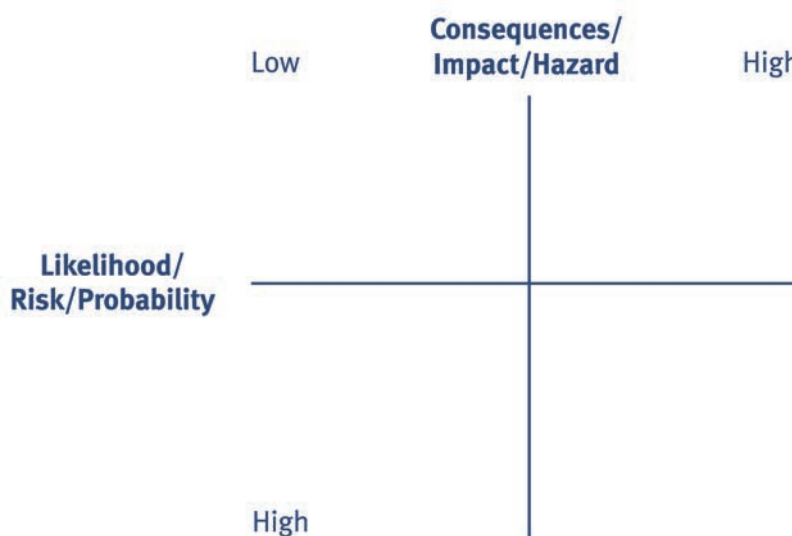 Low
Consequences/
Impact/Hazard
High
Likelihood/
Risk/Probability
High